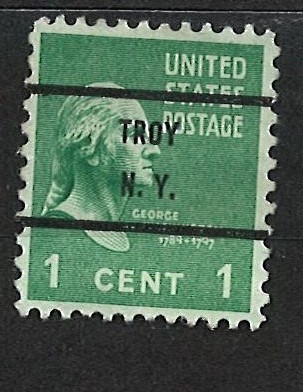 UNITED
STATES
POSTAGE
TROY
N. Y.
GEORGE
1789-1797
1 CENT 1